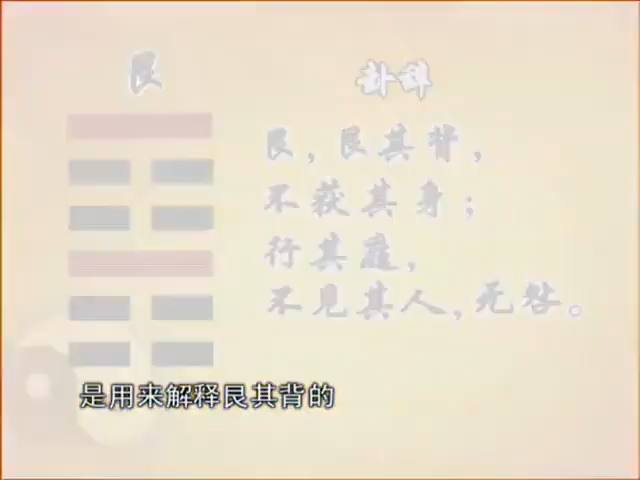 艮
卦辞
艮，艮其背，
不获其身；
行其庭，
不见其人，无咎。
是用来解释艮其背的